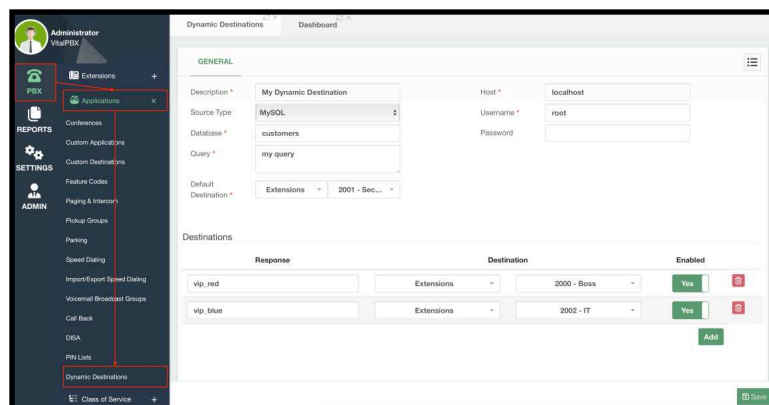 Administrator
VitalPBX
PBX
REPORTS
SETTINGS
ADMIN
Extensions +
Applications ×
Conferences
Custom Applications
Custom Destinations
Feature Codes
Paging & Intercom
Pickup Groups
Parking
Speed Dialing
Import/Export Speed Dialing
Voicemail Broadcast Groups
Call Back
DISA
PIN Lists
Dynamic Destinations
Class of Service +
Dynamic Destinations Dashboard
GENERAL
Description * My Dynamic Destination Host * localhost
Source Type MySQL Username * root
Database * customers Password
Query * my query
Default
Destination * Extensions 2001 - Sec...
Destinations
Response Destination Enabled
vip_red Extensions 2000 - Boss Yes
vip_blue Extensions 2002 - IT Yes
Add
Save